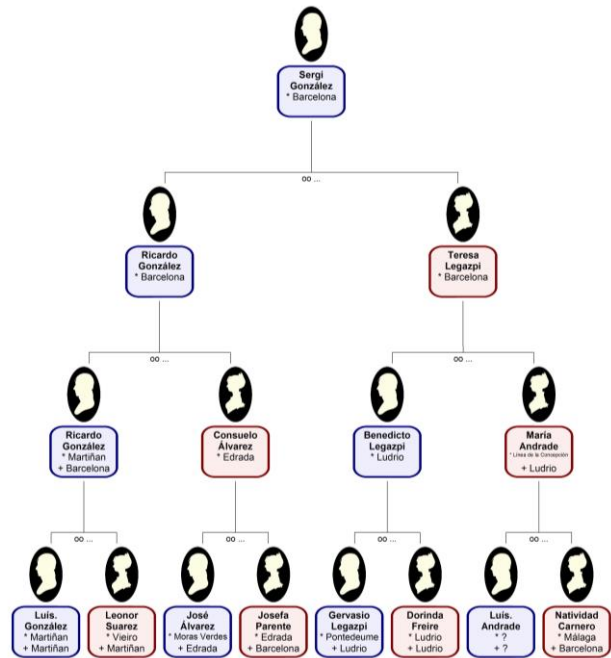 Sergi
González
* Barcelona
oo ...
Ricardo
González
* Barcelona
Teresa
Legazpi
* Barcelona
oo ...
oo ...
Ricardo
González
* Martiñan
+ Barcelona
Consuelo
Álvarez
* Edrada
Benedicto
Legazpi
* Ludrio
María
Andrade
* Línea de la Concepción
+ Ludrio
oo ...
oo ...
oo ...
oo ...
Luís.
González
* Martiñan
+ Martiñan
Leonor
Suarez
* Vieiro
+ Martiñan
José
Álvarez
* Moras Verdes
+ Edrada
Josefa
Parente
* Edrada
+ Barcelona
Gervasio
Legazpi
* Pontedeume
+ Ludrio
Dorinda
Freire
* Ludrio
+ Ludrio
Luís.
Andrade
* ?
+ ?
Natividad
Carnero
* Málaga
+ Barcelona